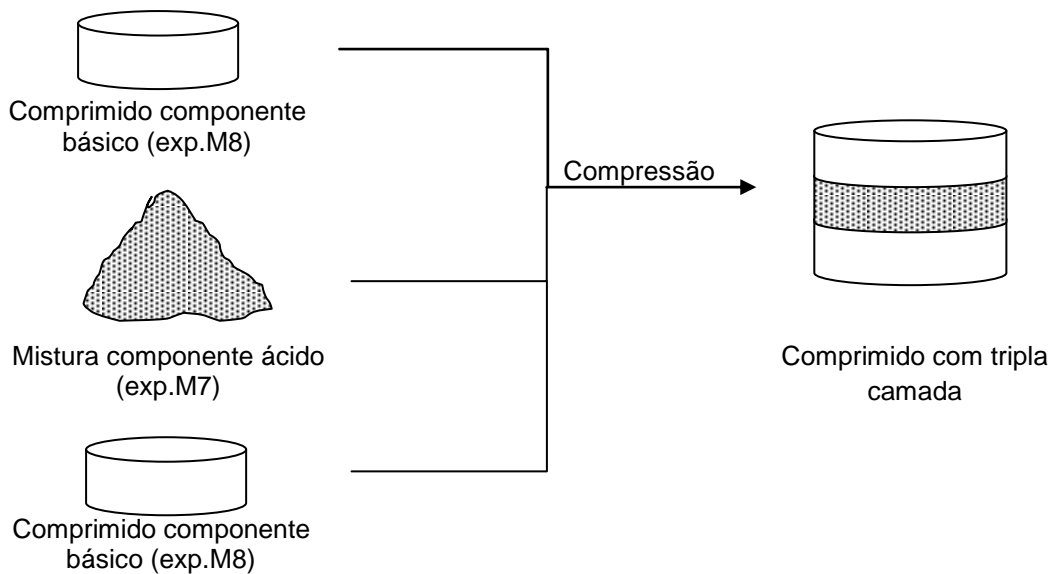 Comprimido componente
básico (exp.M8)
Compressão
Mistura componente ácido
(exp.M7)
Comprimido com tripla
camada
Comprimido componente
básico (exp.M8)